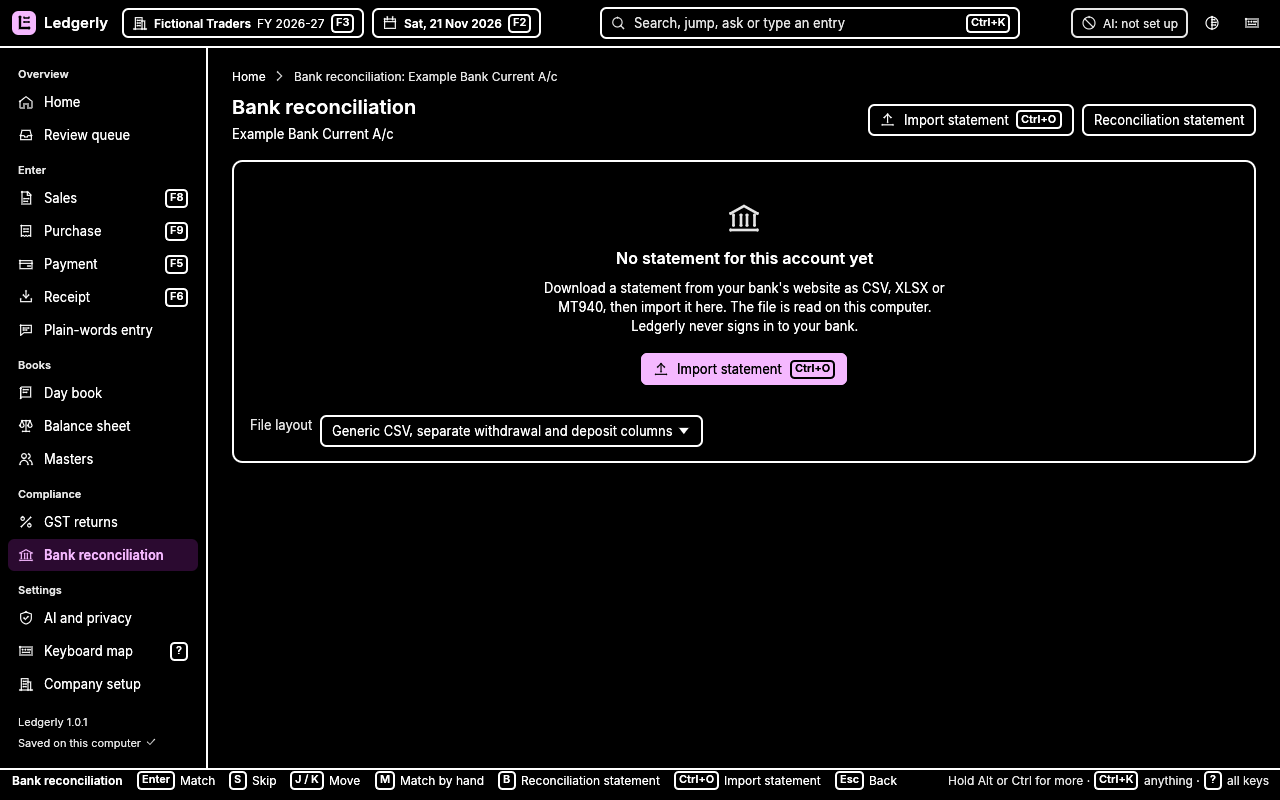 Ledgerly
Fictional Traders FY 2026-27 F3
Sat, 21 Nov 2026 F2
Search, jump, ask or type an entry Ctrl+K
AI: not set up
Overview
Home
Review queue
Enter
Sales F8
Purchase F9
Payment F5
Receipt F6
Plain-words entry
Books
Day book
Balance sheet
Masters
Compliance
GST returns
Bank reconciliation
Settings
AI and privacy
Keyboard map ?
Company setup
Ledgerly 1.0.1
Saved on this computer
Home Bank reconciliation: Example Bank Current A/c
Bank reconciliation
Example Bank Current A/c
Import statement Ctrl+O
Reconciliation statement
No statement for this account yet
Download a statement from your bank's website as CSV, XLSX or
MT940, then import it here. The file is read on this computer.
Ledgerly never signs in to your bank.
Import statement Ctrl+O
File layout Generic CSV, separate withdrawal and deposit columns
Bank reconciliation Enter Match S Skip J / K Move M Match by hand B Reconciliation statement Ctrl+O Import statement Esc Back Hold Alt or Ctrl for more · Ctrl+K anything · ? all keys